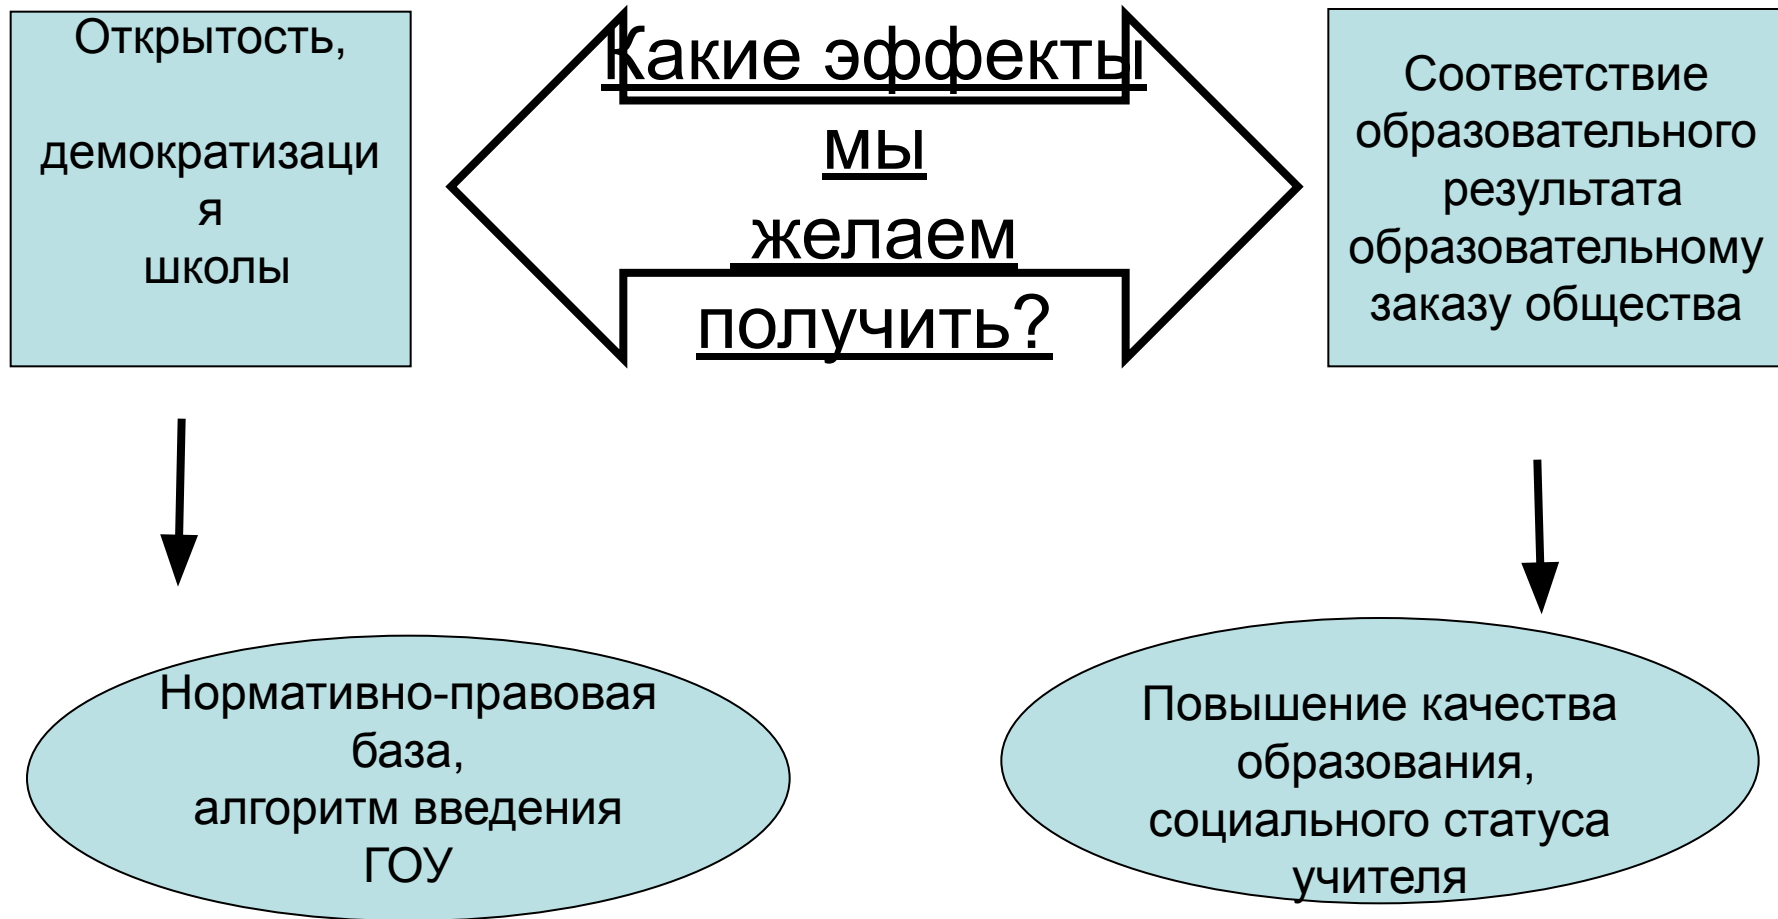 Открытость,
демократизаци
я
школы
Какие эффекты
мы
желаем
получить?
Соответствие
образовательного
результата
образовательному
заказу общества
Нормативно-правовая
база,
алгоритм введения
ГОУ
Повышение качества
образования,
социального статуса
учителя